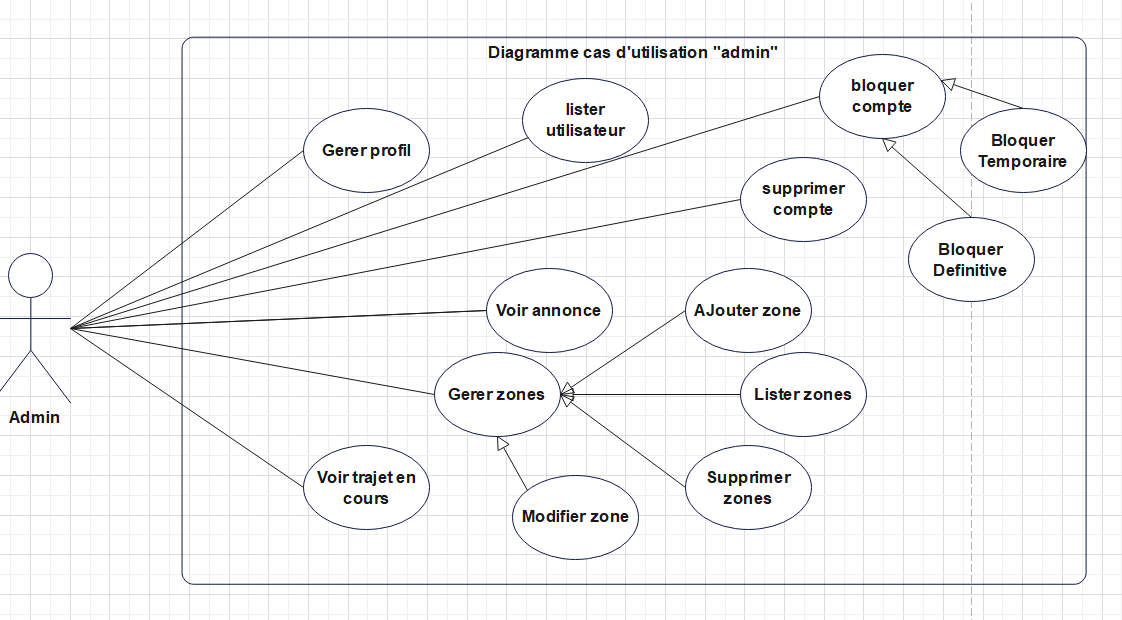 Diagramme cas d'utilisation "admin"
bloquer
compte
lister
utilisateur
Gerer profil
Bloquer
Temporaire
supprimer
compte
Bloquer
Definitive
Voir annonce
AJouter zone
Gerer zones
Lister zones
Admin
Voir trajet en
cours
Supprimer
zones
Modifier zone